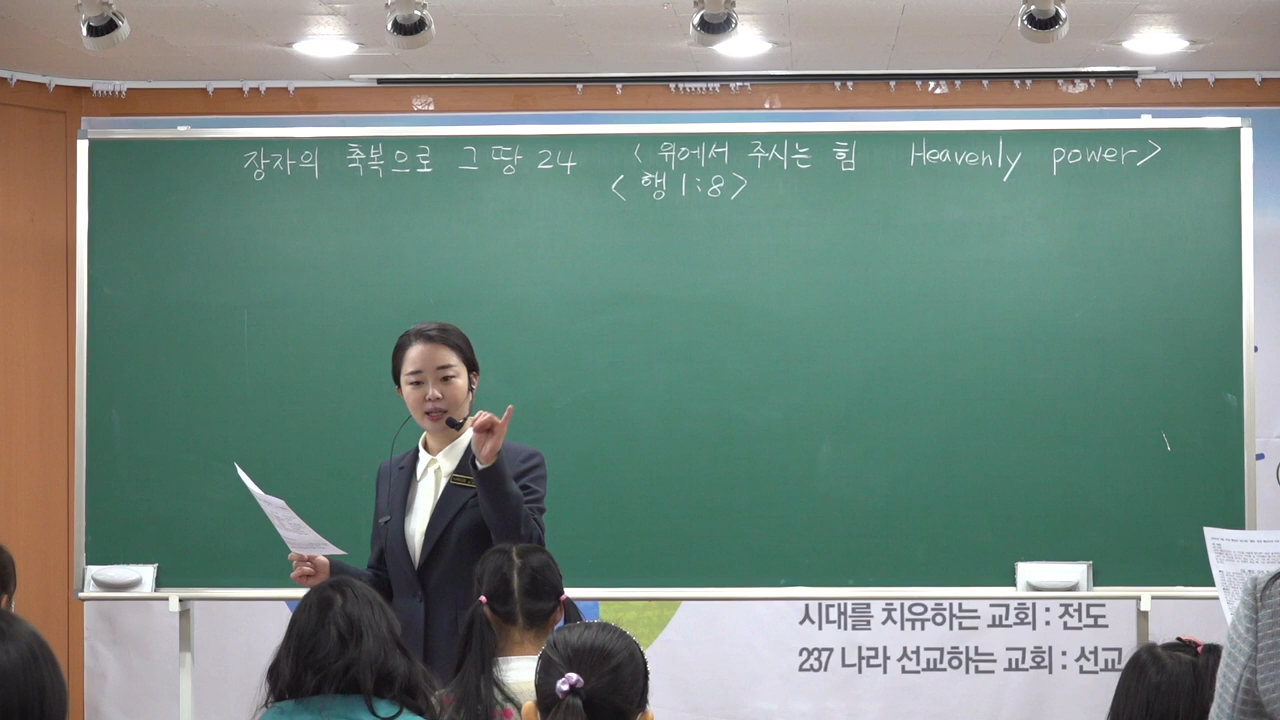 장자의 축복으로 그 땅 24 < 위에서 주시는 힘 Heavenly power>
< 행 1:8 >
시대를 치유하는 교회 : 전도
237 나라 선교하는 교회 : 선교